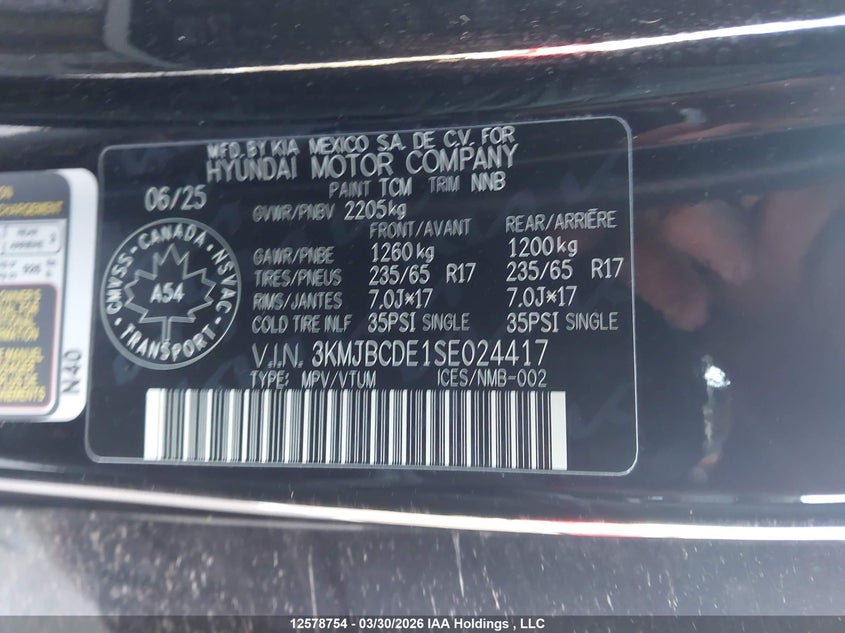 MFD. BY KIA MEXICO S.A. DE C.V. FOR
HYUNDAI MOTOR COMPANY
PAINT TCM TRIM NNB
06/25
GVWR/PNBV 2205kg
FRONT/AVANT REAR/ARRIÈRE
GAWR/PNBE 1260kg 1200kg
TIRES/PNEUS 235/65 R17 235/65 R17
RIMS/JANTES 7.0J*17 7.0J*17
COLD TIRE INLF 35PSI SINGLE 35PSI SINGLE
V.I.N. 3KMJBCDE1SE024417
TYPE: MPV/VTUM ICES/NMB-002
CMVSS · CANADA · NSVAC · TRANSPORT
A54
N40
12578754 - 03/30/2026 IAA Holdings , LLC